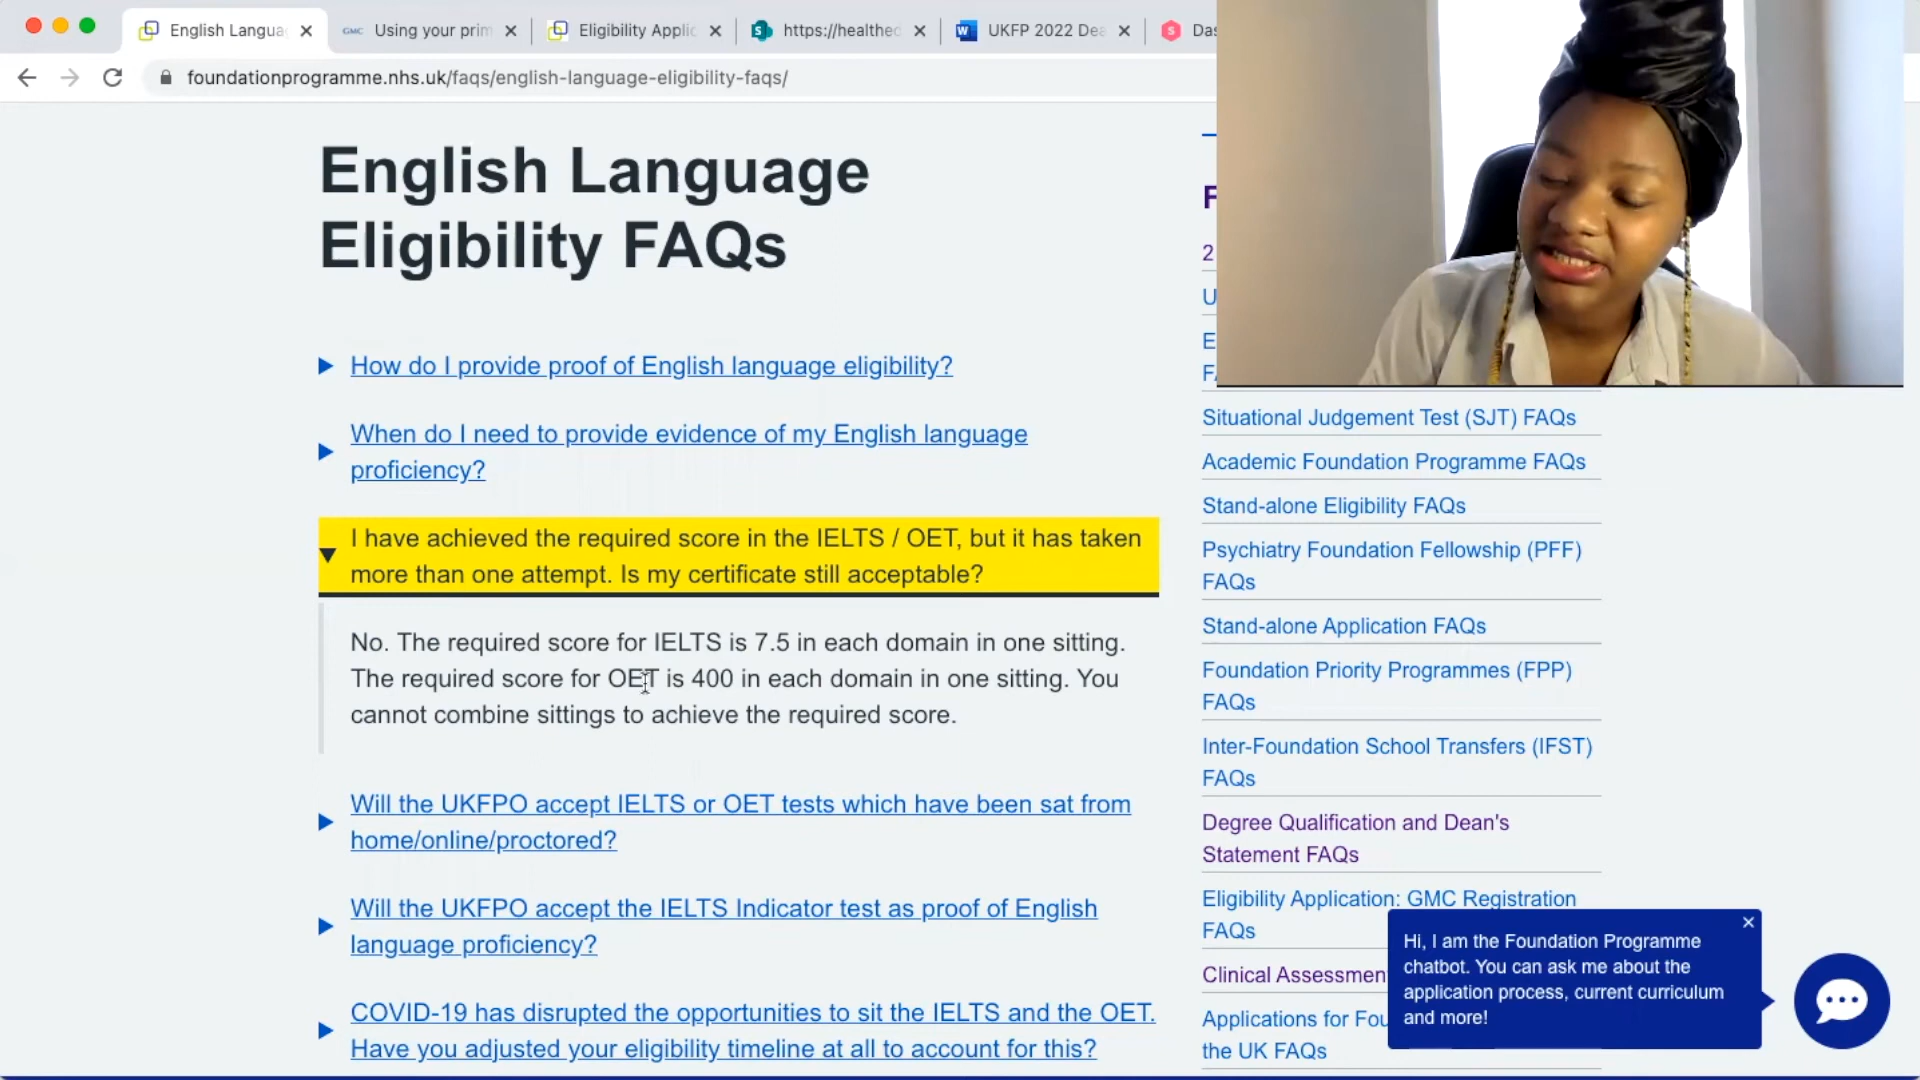 English Langua
Using your prim
Eligibility Applic
https://healthed
UKFP 2022 Dea
Das
foundationprogramme.nhs.uk/faqs/english-language-eligibility-faqs/
English Language
Eligibility FAQs
How do I provide proof of English language eligibility?
When do I need to provide evidence of my English language
proficiency?
I have achieved the required score in the IELTS / OET, but it has taken
more than one attempt. Is my certificate still acceptable?
No. The required score for IELTS is 7.5 in each domain in one sitting.
The required score for OET is 400 in each domain in one sitting. You
cannot combine sittings to achieve the required score.
Will the UKFPO accept IELTS or OET tests which have been sat from
home/online/proctored?
Will the UKFPO accept the IELTS Indicator test as proof of English
language proficiency?
COVID-19 has disrupted the opportunities to sit the IELTS and the OET.
Have you adjusted your eligibility timeline at all to account for this?
F
2
U
E
FA
Situational Judgement Test (SJT) FAQs
Academic Foundation Programme FAQs
Stand-alone Eligibility FAQs
Psychiatry Foundation Fellowship (PFF)
FAQs
Stand-alone Application FAQs
Foundation Priority Programmes (FPP)
FAQs
Inter-Foundation School Transfers (IFST)
FAQs
Degree Qualification and Dean's
Statement FAQs
Eligibility Application: GMC Registration
FAQs
Clinical Assessmen
Applications for Fou
the UK FAQs
Hi, I am the Foundation Programme
chatbot. You can ask me about the
application process, current curriculum
and more!